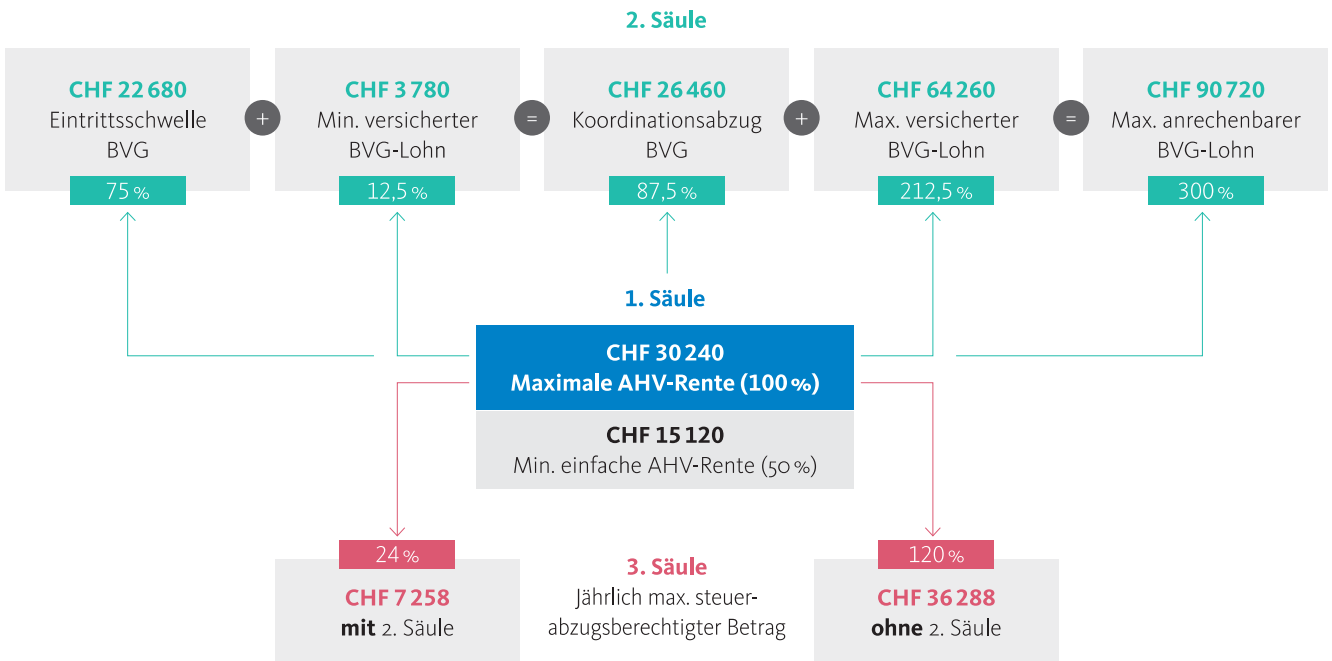 2. Säule
CHF 22 680
Eintrittsschwelle
BVG
75 %
+
CHF 3 780
Min. versicherter
BVG-Lohn
12,5 %
=
CHF 26 460
Koordinationsabzug
BVG
87,5 %
+
CHF 64 260
Max. versicherter
BVG-Lohn
212,5 %
=
CHF 90 720
Max. anrechenbarer
BVG-Lohn
300 %
1. Säule
CHF 30 240
Maximale AHV-Rente (100 %)
CHF 15 120
Min. einfache AHV-Rente (50 %)
24 %
CHF 7 258
mit 2. Säule
3. Säule
Jährlich max. steuer-
abzugsberechtigter Betrag
120 %
CHF 36 288
ohne 2. Säule